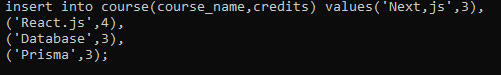 insert into course(course_name,credits) values('Next,js',3),
('React.js',4),
('Database',3),
('Prisma',3);